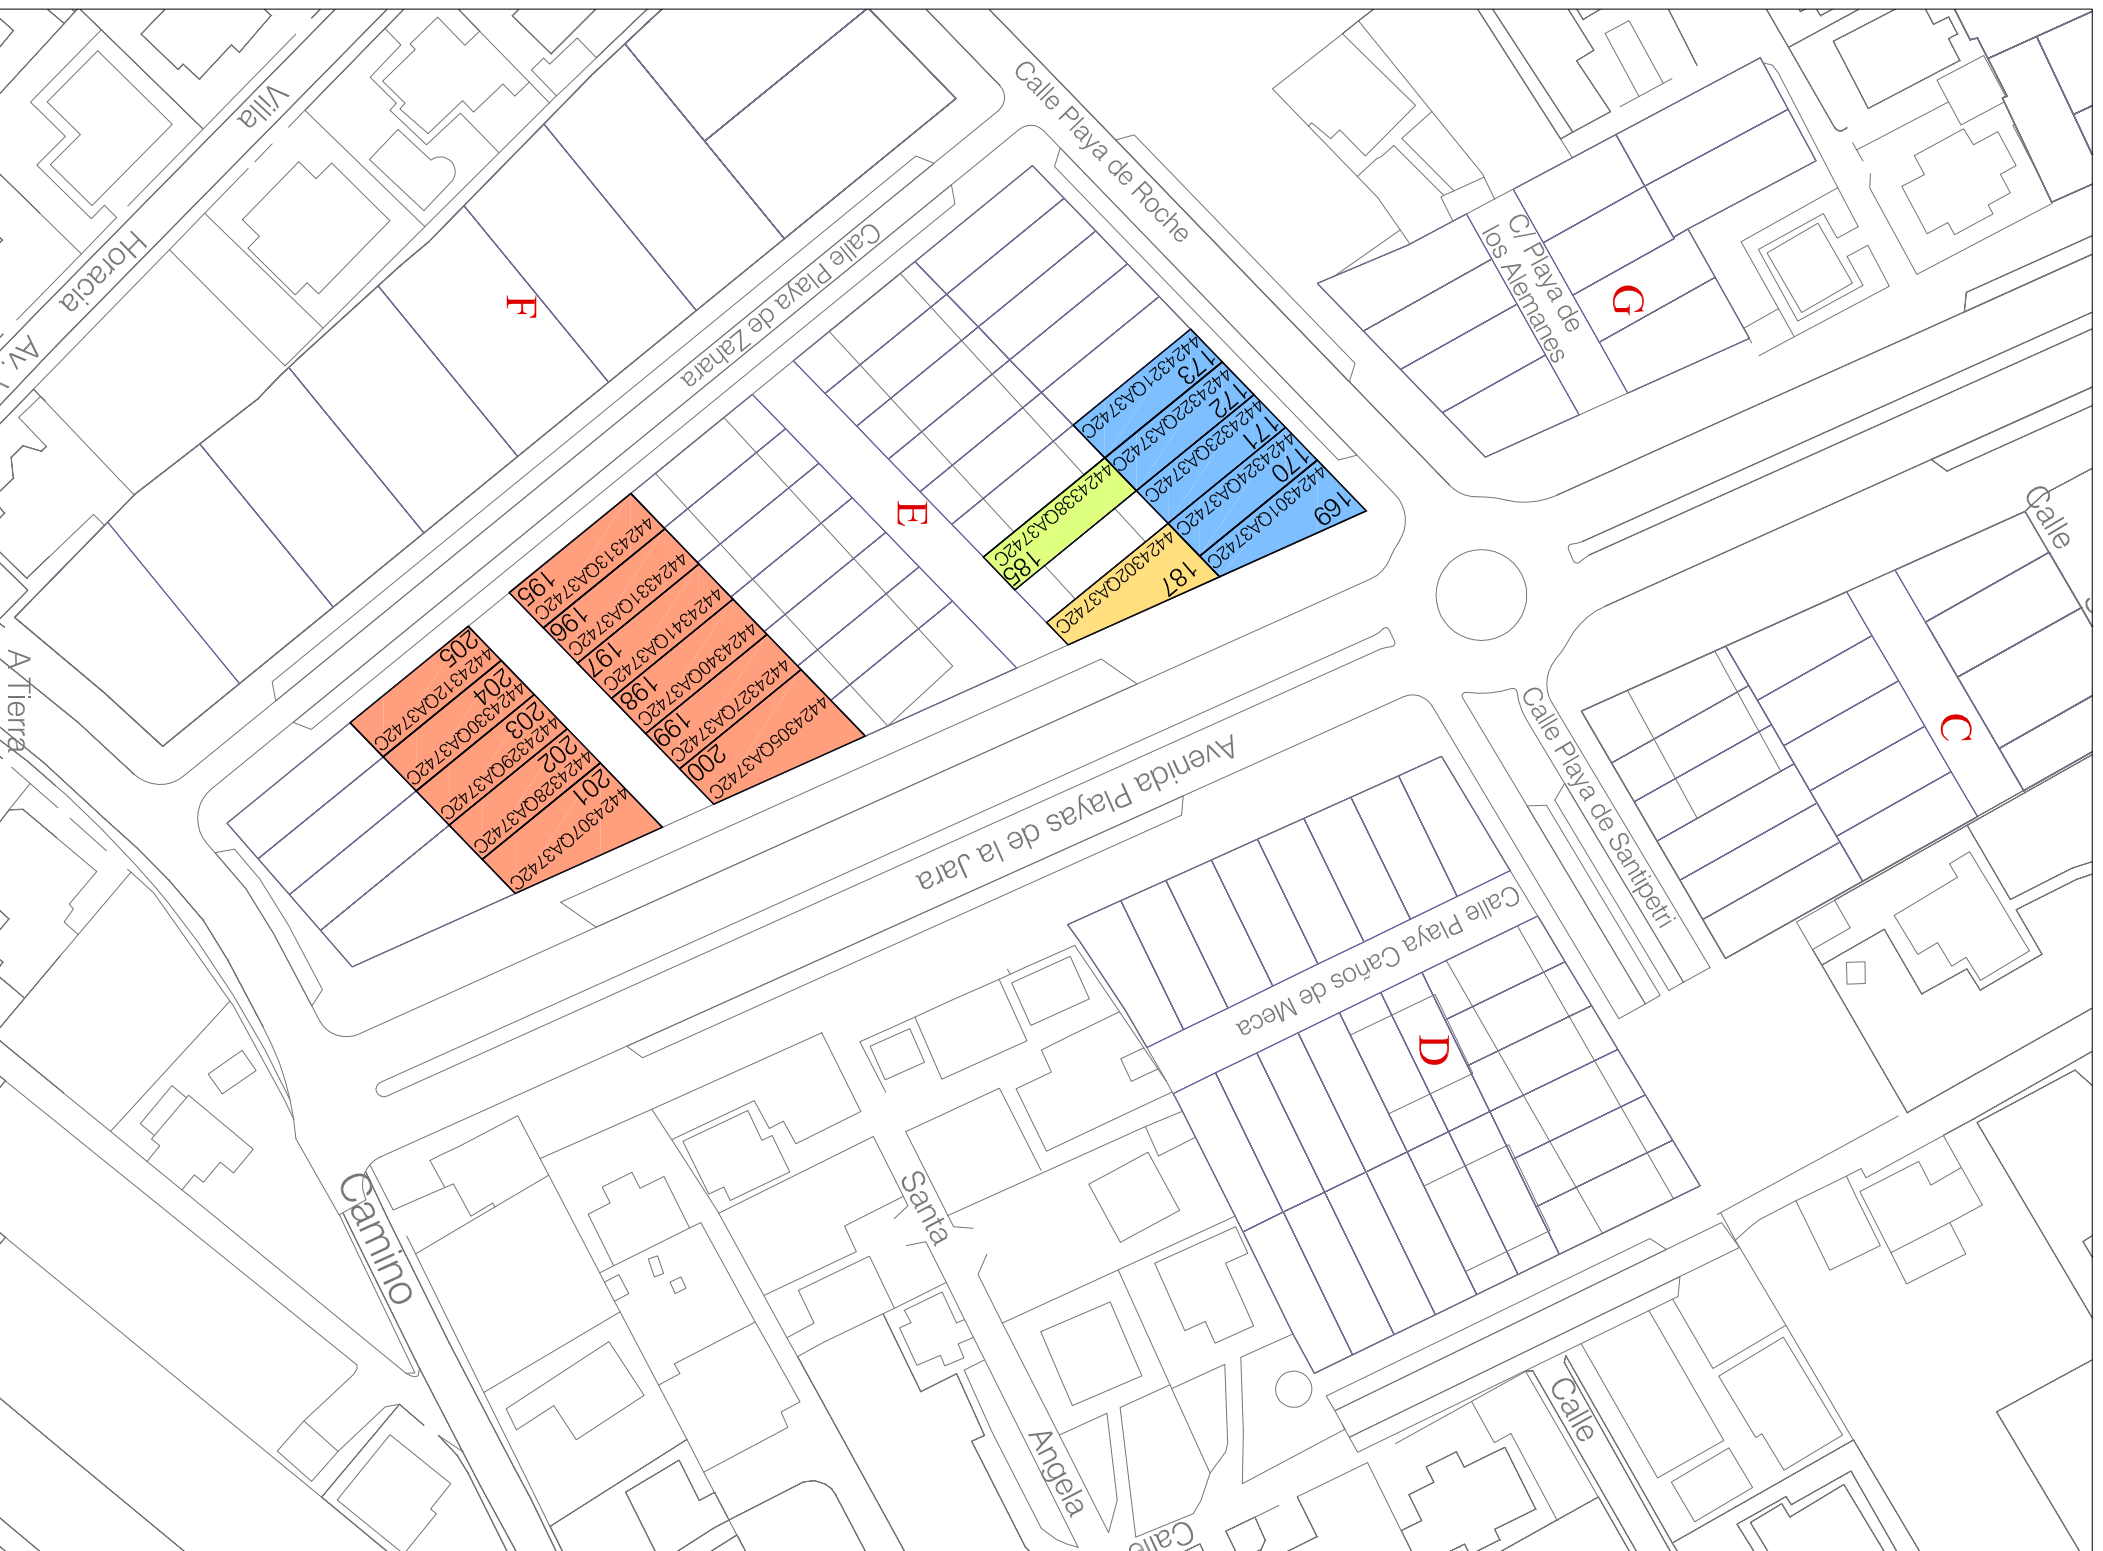 Calle Playa de Roche
C/ Playa de
los Alemanes
G
Villa
Horacia
AV.
F
Calle Playa de Zahara
E
A Tierra
173
4424321QA3742C
172
4424322QA3742C
171
4424323QA3742C
170
4424324QA3742C
169
4424301QA3742C
4424338QA3742C
185
187
4424302QA3742C
195
4424313QA3742C
196
4424331QA3742C
197
4424341QA3742C
198
4424340QA3742C
199
4424327QA3742C
200
4424305QA3742C
205
4424312QA3742C
204
4424330QA3742C
203
4424329QA3742C
202
4424328QA3742C
201
4424307QA3742C
Avenida Playas de la Jara
Calle
C
Calle Playa de Santipetri
Calle Playa Caños de Meca
D
Camino
Santa
Angela
Calle
Calle